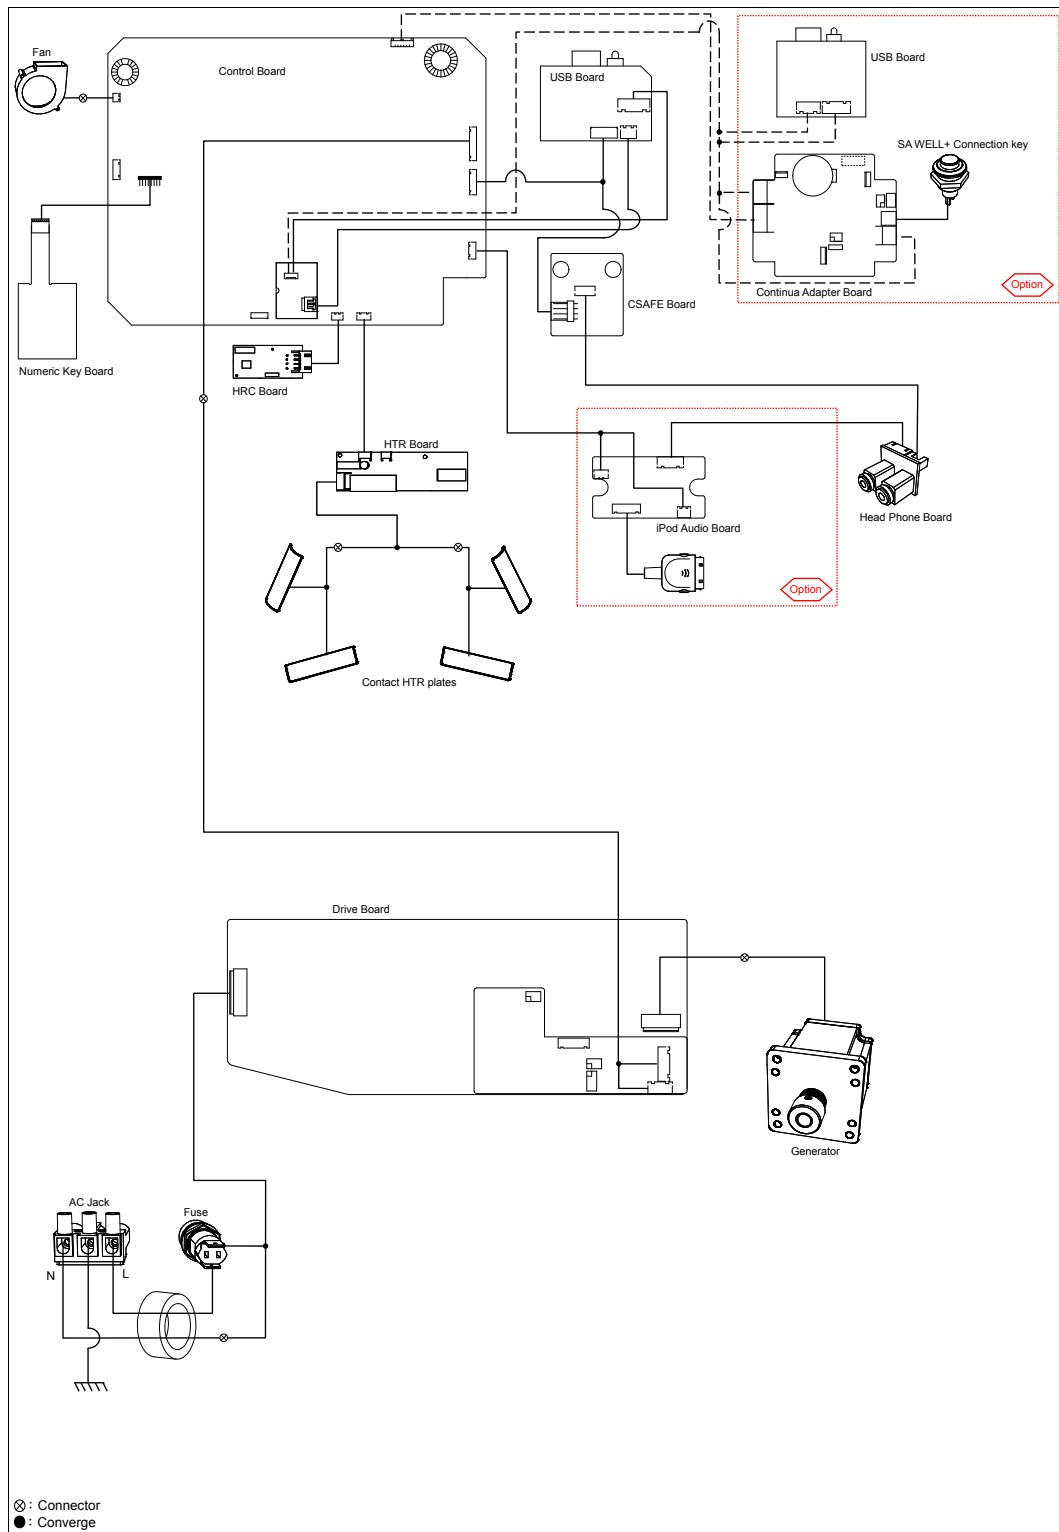 Fan
Control Board
USB Board
USB Board
SA WELL+ Connection key
Continua Adapter Board
Option
CSAFE Board
Numeric Key Board
HRC Board
HTR Board
iPod Audio Board
Head Phone Board
Option
Contact HTR plates
Drive Board
Generator
AC Jack
Fuse
N
L
: Connector
: Converge